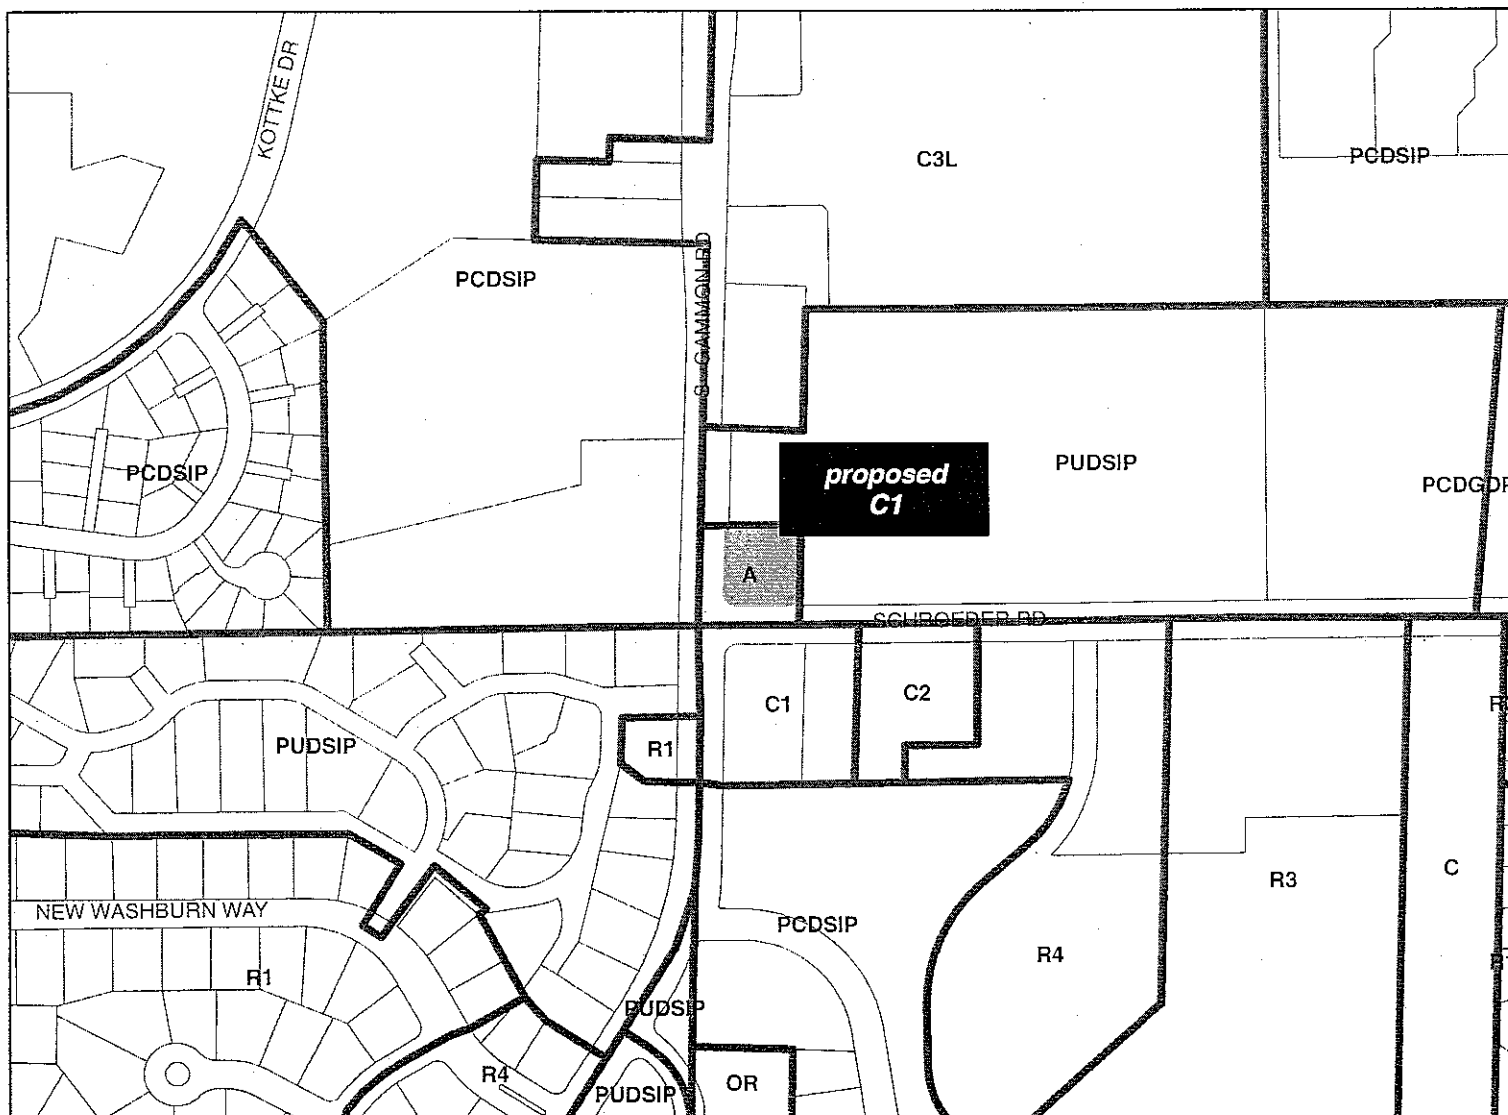 KOTTKE DR
C3L
PCDSIP
PCDSIP
S GAMMON RD
PCDSIP
proposed
C1
PUDSIP
PCDGDP
A
SCHROEDER RD
C1
C2
R1
PUDSIP
C
R3
NEW WASHBURN WAY
PCDSIP
R4
R1
PUDSIP
R4
PUDSIP
OR